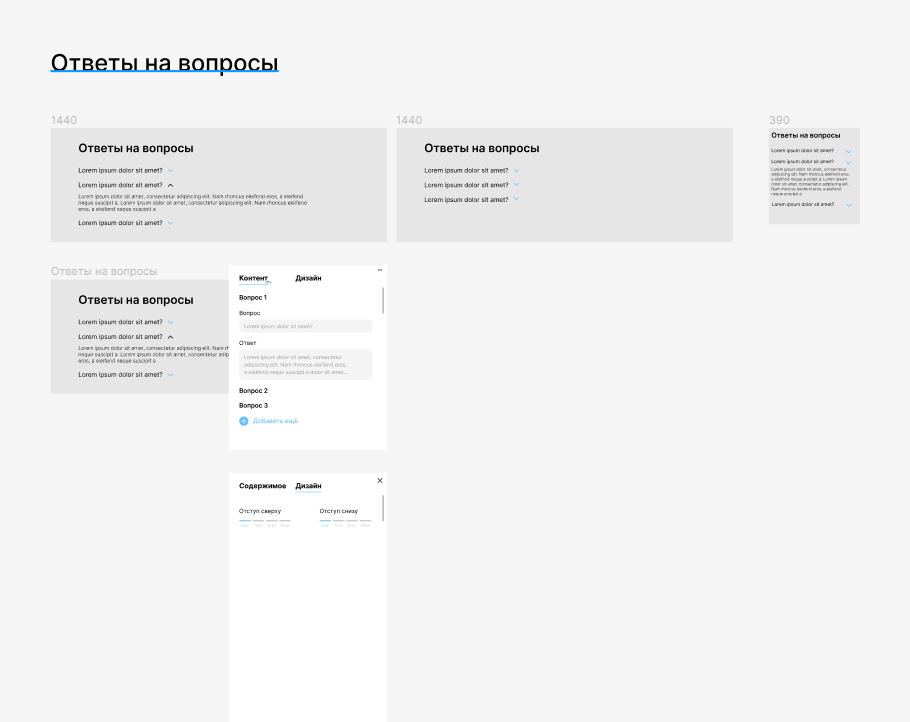 Ответы на вопросы
1440
Ответы на вопросы
Lorem ipsum dolor sit amet?
Lorem ipsum dolor sit amet?
Lorem ipsum dolor sit amet, consectetur adipiscing elit. Nam rhoncus eleifend eros, a eleifend
neque suscipit a. Lorem ipsum dolor sit amet, consectetur adipiscing elit. Nam rhoncus eleifend
eros, a eleifend neque suscipit a
Lorem ipsum dolor sit amet?
1440
Ответы на вопросы
Lorem ipsum dolor sit amet?
Lorem ipsum dolor sit amet?
Lorem ipsum dolor sit amet?
390
Ответы на вопросы
Lorem ipsum dolor sit amet?
Lorem ipsum dolor sit amet?
Lorem ipsum dolor sit amet, consectetur
adipiscing elit. Nam rhoncus eleifend eros,
a eleifend neque suscipit a. Lorem ipsum
dolor sit amet, consectetur adipiscing elit.
Nam rhoncus eleifend eros, a eleifend
neque suscipit a
Lorem ipsum dolor sit amet?
Ответы на вопросы
Ответы на вопросы
Lorem ipsum dolor sit amet?
Lorem ipsum dolor sit amet?
Lorem ipsum dolor sit amet, consectetur adipiscing elit. Nam rh
neque suscipit a. Lorem ipsum dolor sit amet, consectetur adip
eros, a eleifend neque suscipit a
Lorem ipsum dolor sit amet?
Контент Дизайн
Вопрос 1
Вопрос
Lorem ipsum dolor sit amet?
Ответ
Lorem ipsum dolor sit amet, consectetur
adipiscing elit. Nam rhoncus eleifend eros,
a eleifend neque suscipit a dolor sit amet...
Вопрос 2
Вопрос 3
Добавить ещё
Содержимое Дизайн
Отступ сверху Отступ снизу